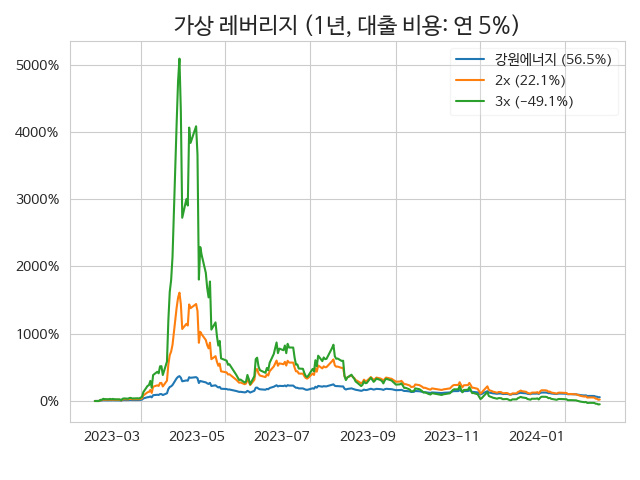 가상 레버리지 (1년, 대출 비용: 연 5%)
강원에너지 (56.5%)
2x (22.1%)
3x (−49.1%)
5000%
4000%
3000%
2000%
1000%
0%
2023-03 2023-05 2023-07 2023-09 2023-11 2024-01